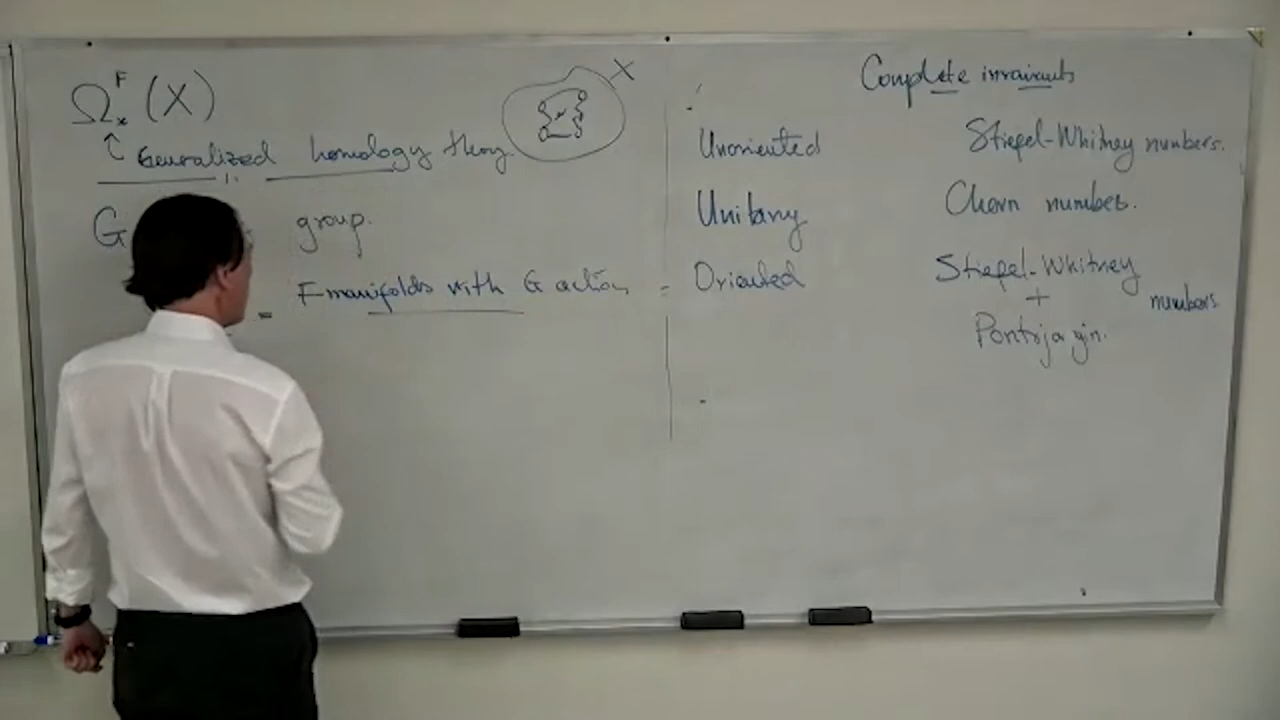 Ω^F_* (X)
Generalized homology theory.
X
G
group.
= F manifolds with G action
Complete invariants
Unoriented Stiefel-Whitney numbers.
Unitary Chern numbers.
Oriented Stiefel-Whitney
+ numbers
Pontrjagin.